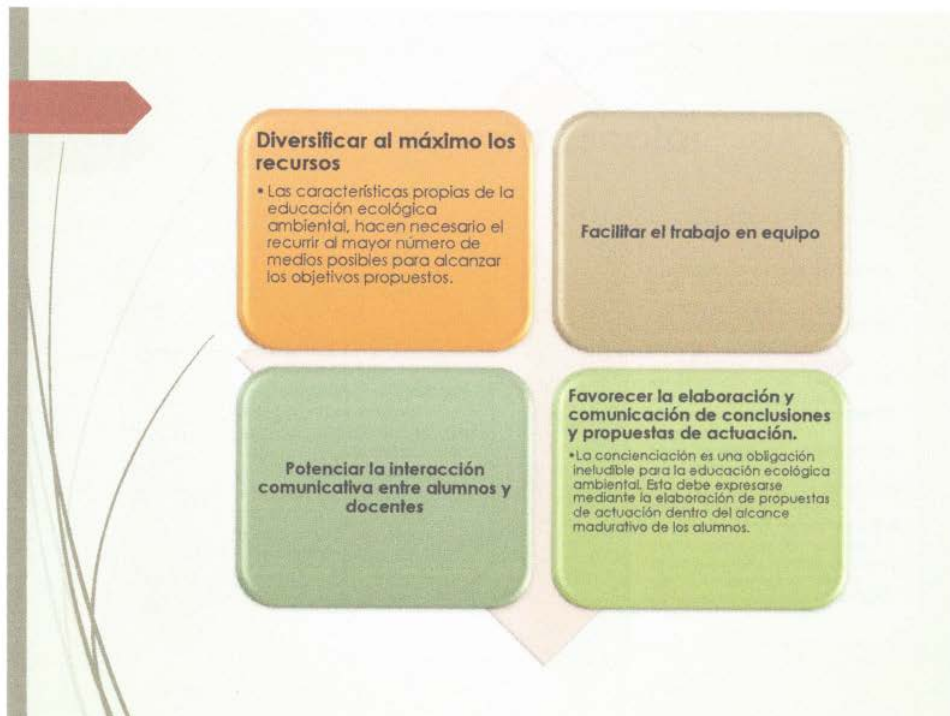 Diversificar al máximo los
recursos
• Las características propias de la
educación ecológica
ambiental, hacen necesario el
recurrir al mayor número de
medios posibles para alcanzar
los objetivos propuestos.
Facilitar el trabajo en equipo
Potenciar la interacción
comunicativa entre alumnos y
docentes
Favorecer la elaboración y
comunicación de conclusiones
y propuestas de actuación.
•La concienciación es una obligación
ineludible para la educación ecológica
ambiental. Esta debe expresarse
mediante la elaboración de propuestas
de actuación dentro del alcance
madurativo de los alumnos.